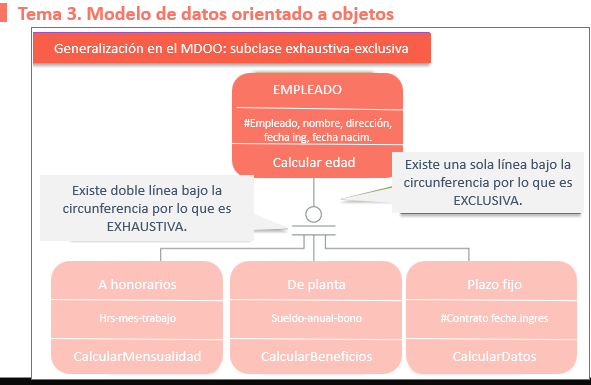 Tema 3. Modelo de datos orientado a objetos
Generalización en el MDOO: subclase exhaustiva-exclusiva
EMPLEADO
#Empleado, nombre, dirección,
fecha ing, fecha nacim.
Calcular edad
Existe una sola línea bajo la
circunferencia por lo que es
EXCLUSIVA.
Existe doble línea bajo la
circunferencia por lo que es
EXHAUSTIVA.
A honorarios
Hrs-mes-trabajo
CalcularMensualidad
De planta
Sueldo-anual-bono
CalcularBeneficios
Plazo fijo
#Contrato fecha.ingres
CalcularDatos